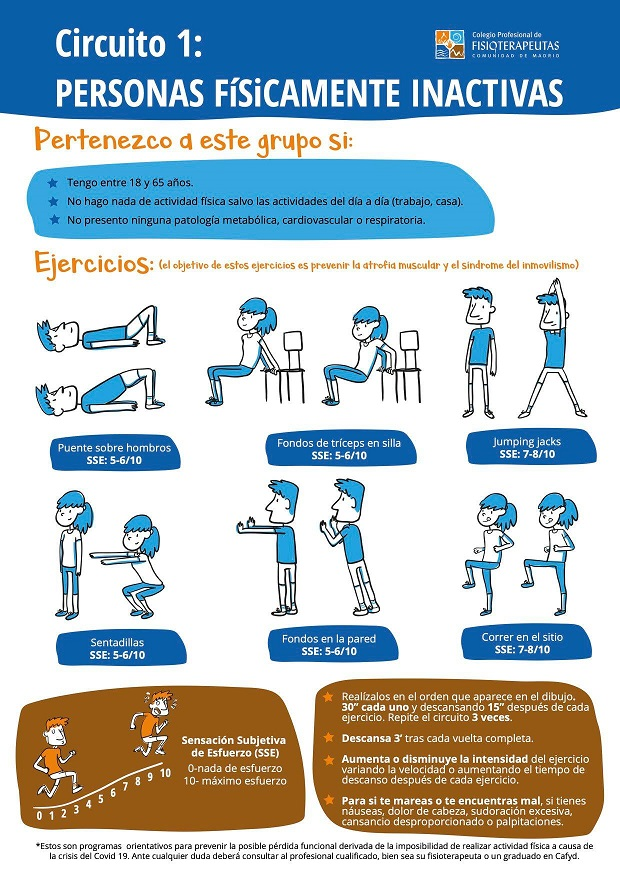 Circuito 1:
PERSONAS FíSiCAMENTE INACTIVAS
Colegio Profesional de
FISIOTERAPEUTAS
COMUNIDAD DE MADRID
Pertenezco a este grupo si:
Tengo entre 18 y 65 años.
No hago nada de actividad física salvo las actividades del día a día (trabajo, casa).
No presento ninguna patología metabólica, cardiovascular o respiratoria.
Ejercicios: (el objetivo de estos ejercicios es prevenir la atrofia muscular y el sindrome del inmovilismo)
Puente sobre hombros
SSE: 5-6/10
Fondos de tríceps en silla
SSE: 5-6/10
Jumping jacks
SSE: 7-8/10
Sentadillas
SSE: 5-6/10
Fondos en la pared
SSE: 5-6/10
Correr en el sitio
SSE: 7-8/10
0 1 2 3 4 5 6 7 8 9 10
Sensación Subjetiva
de Esfuerzo (SSE)
0-nada de esfuerzo
10- máximo esfuerzo
Realízalos en el orden que aparece en el dibujo,
30” cada uno y descansando 15” después de cada
ejercicio. Repite el circuito 3 veces.
Descansa 3’ tras cada vuelta completa.
Aumenta o disminuye la intensidad del ejercicio
variando la velocidad o aumentando el tiempo de
descanso después de cada ejercicio.
Para si te mareas o te encuentras mal, si tienes
náuseas, dolor de cabeza, sudoración excesiva,
cansancio desproporcionado o palpitaciones.
*Estos son programas orientativos para prevenir la posible pérdida funcional derivada de la imposibilidad de realizar actividad física a causa de
la crisis del Covid 19. Ante cualquier duda deberá consultar al profesional cualificado, bien sea su fisioterapeuta o un graduado en Cafyd.